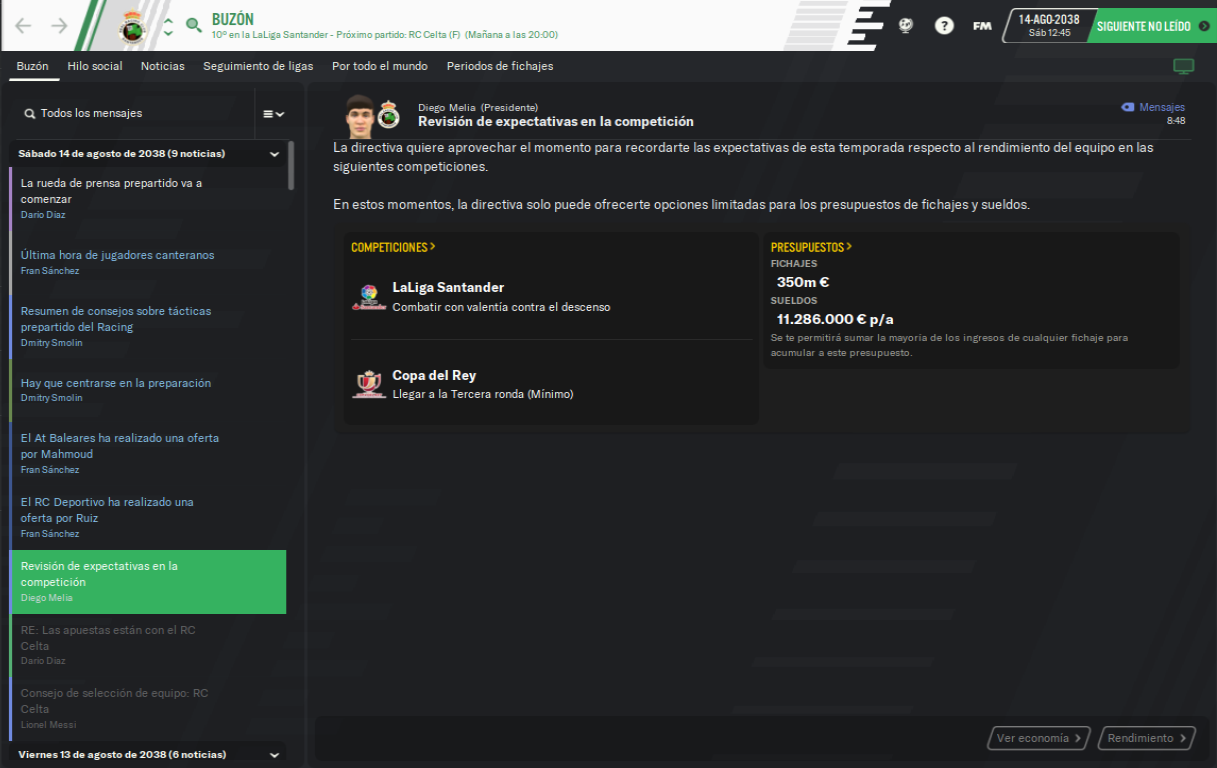 BUZÓN
10º en la LaLiga Santander - Próximo partido: RC Celta (F) (Mañana a las 20:00)
?
FM
14-AGO-2038
Sáb 12:45
SIGUIENTE NO LEÍDO
Buzón
Hilo social
Noticias
Seguimiento de ligas
Por todo el mundo
Periodos de fichajes
Todos los mensajes
Sábado 14 de agosto de 2038 (9 noticias)
La rueda de prensa prepartido va a
comenzar
Darío Díaz
Última hora de jugadores canteranos
Fran Sánchez
Resumen de consejos sobre tácticas
prepartido del Racing
Dmitry Smolin
Hay que centrarse en la preparación
Dmitry Smolin
El At Baleares ha realizado una oferta
por Mahmoud
Fran Sánchez
El RC Deportivo ha realizado una
oferta por Ruiz
Fran Sánchez
Revisión de expectativas en la
competición
Diego Melia
RE: Las apuestas están con el RC
Celta
Darío Díaz
Consejo de selección de equipo: RC
Celta
Lionel Messi
Viernes 13 de agosto de 2038 (6 noticias)
Diego Melia (Presidente)
Revisión de expectativas en la competición
Mensajes
8:48
La directiva quiere aprovechar el momento para recordarte las expectativas de esta temporada respecto al rendimiento del equipo en las
siguientes competiciones.
En estos momentos, la directiva solo puede ofrecerte opciones limitadas para los presupuestos de fichajes y sueldos.
COMPETICIONES >
LaLiga Santander
Combatir con valentía contra el descenso
Copa del Rey
Llegar a la Tercera ronda (Mínimo)
PRESUPUESTOS >
FICHAJES
350m €
SUELDOS
11.286.000 € p/a
Se te permitirá sumar la mayoría de los ingresos de cualquier fichaje para
acumular a este presupuesto.
Ver economía >
Rendimiento >